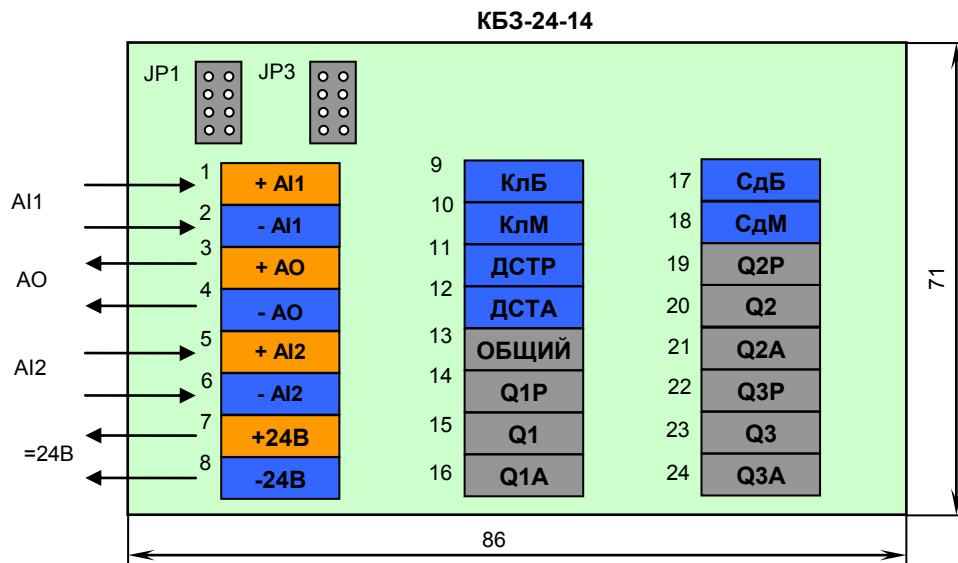 КБЗ-24-14
JP1
JP3
AI1
AO
AI2
=24В
1 + AI1
2 - AI1
3 + AO
4 - AO
5 + AI2
6 - AI2
7 +24В
8 -24В
9 КлБ
10 КлМ
11 ДСТР
12 ДСТА
13 ОБЩИЙ
14 Q1P
15 Q1
16 Q1A
17 СдБ
18 СдМ
19 Q2P
20 Q2
21 Q2A
22 Q3P
23 Q3
24 Q3A
71
86